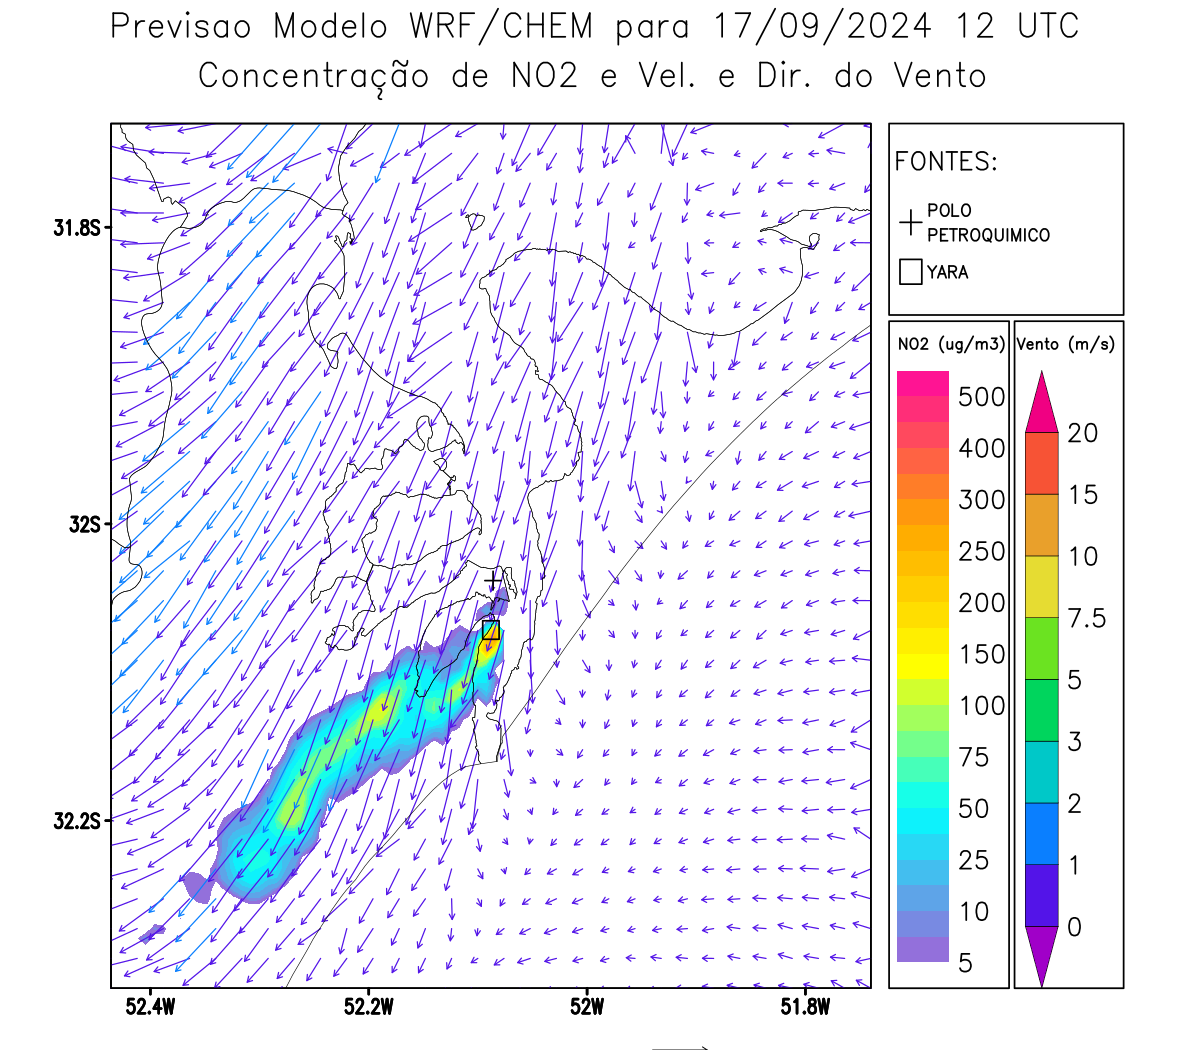 Previsao Modelo WRF/CHEM para 17/09/2024 12 UTC
Concentração de NO2 e Vel. e Dir. do Vento
FONTES:
POLO
PETROQUIMICO
YARA
NO2 (ug/m3)
500
400
300
250
200
150
100
75
50
25
10
5
Vento (m/s)
20
15
10
7.5
5
3
2
1
0
31.8S
32S
32.2S
52.4W
52.2W
52W
51.8W